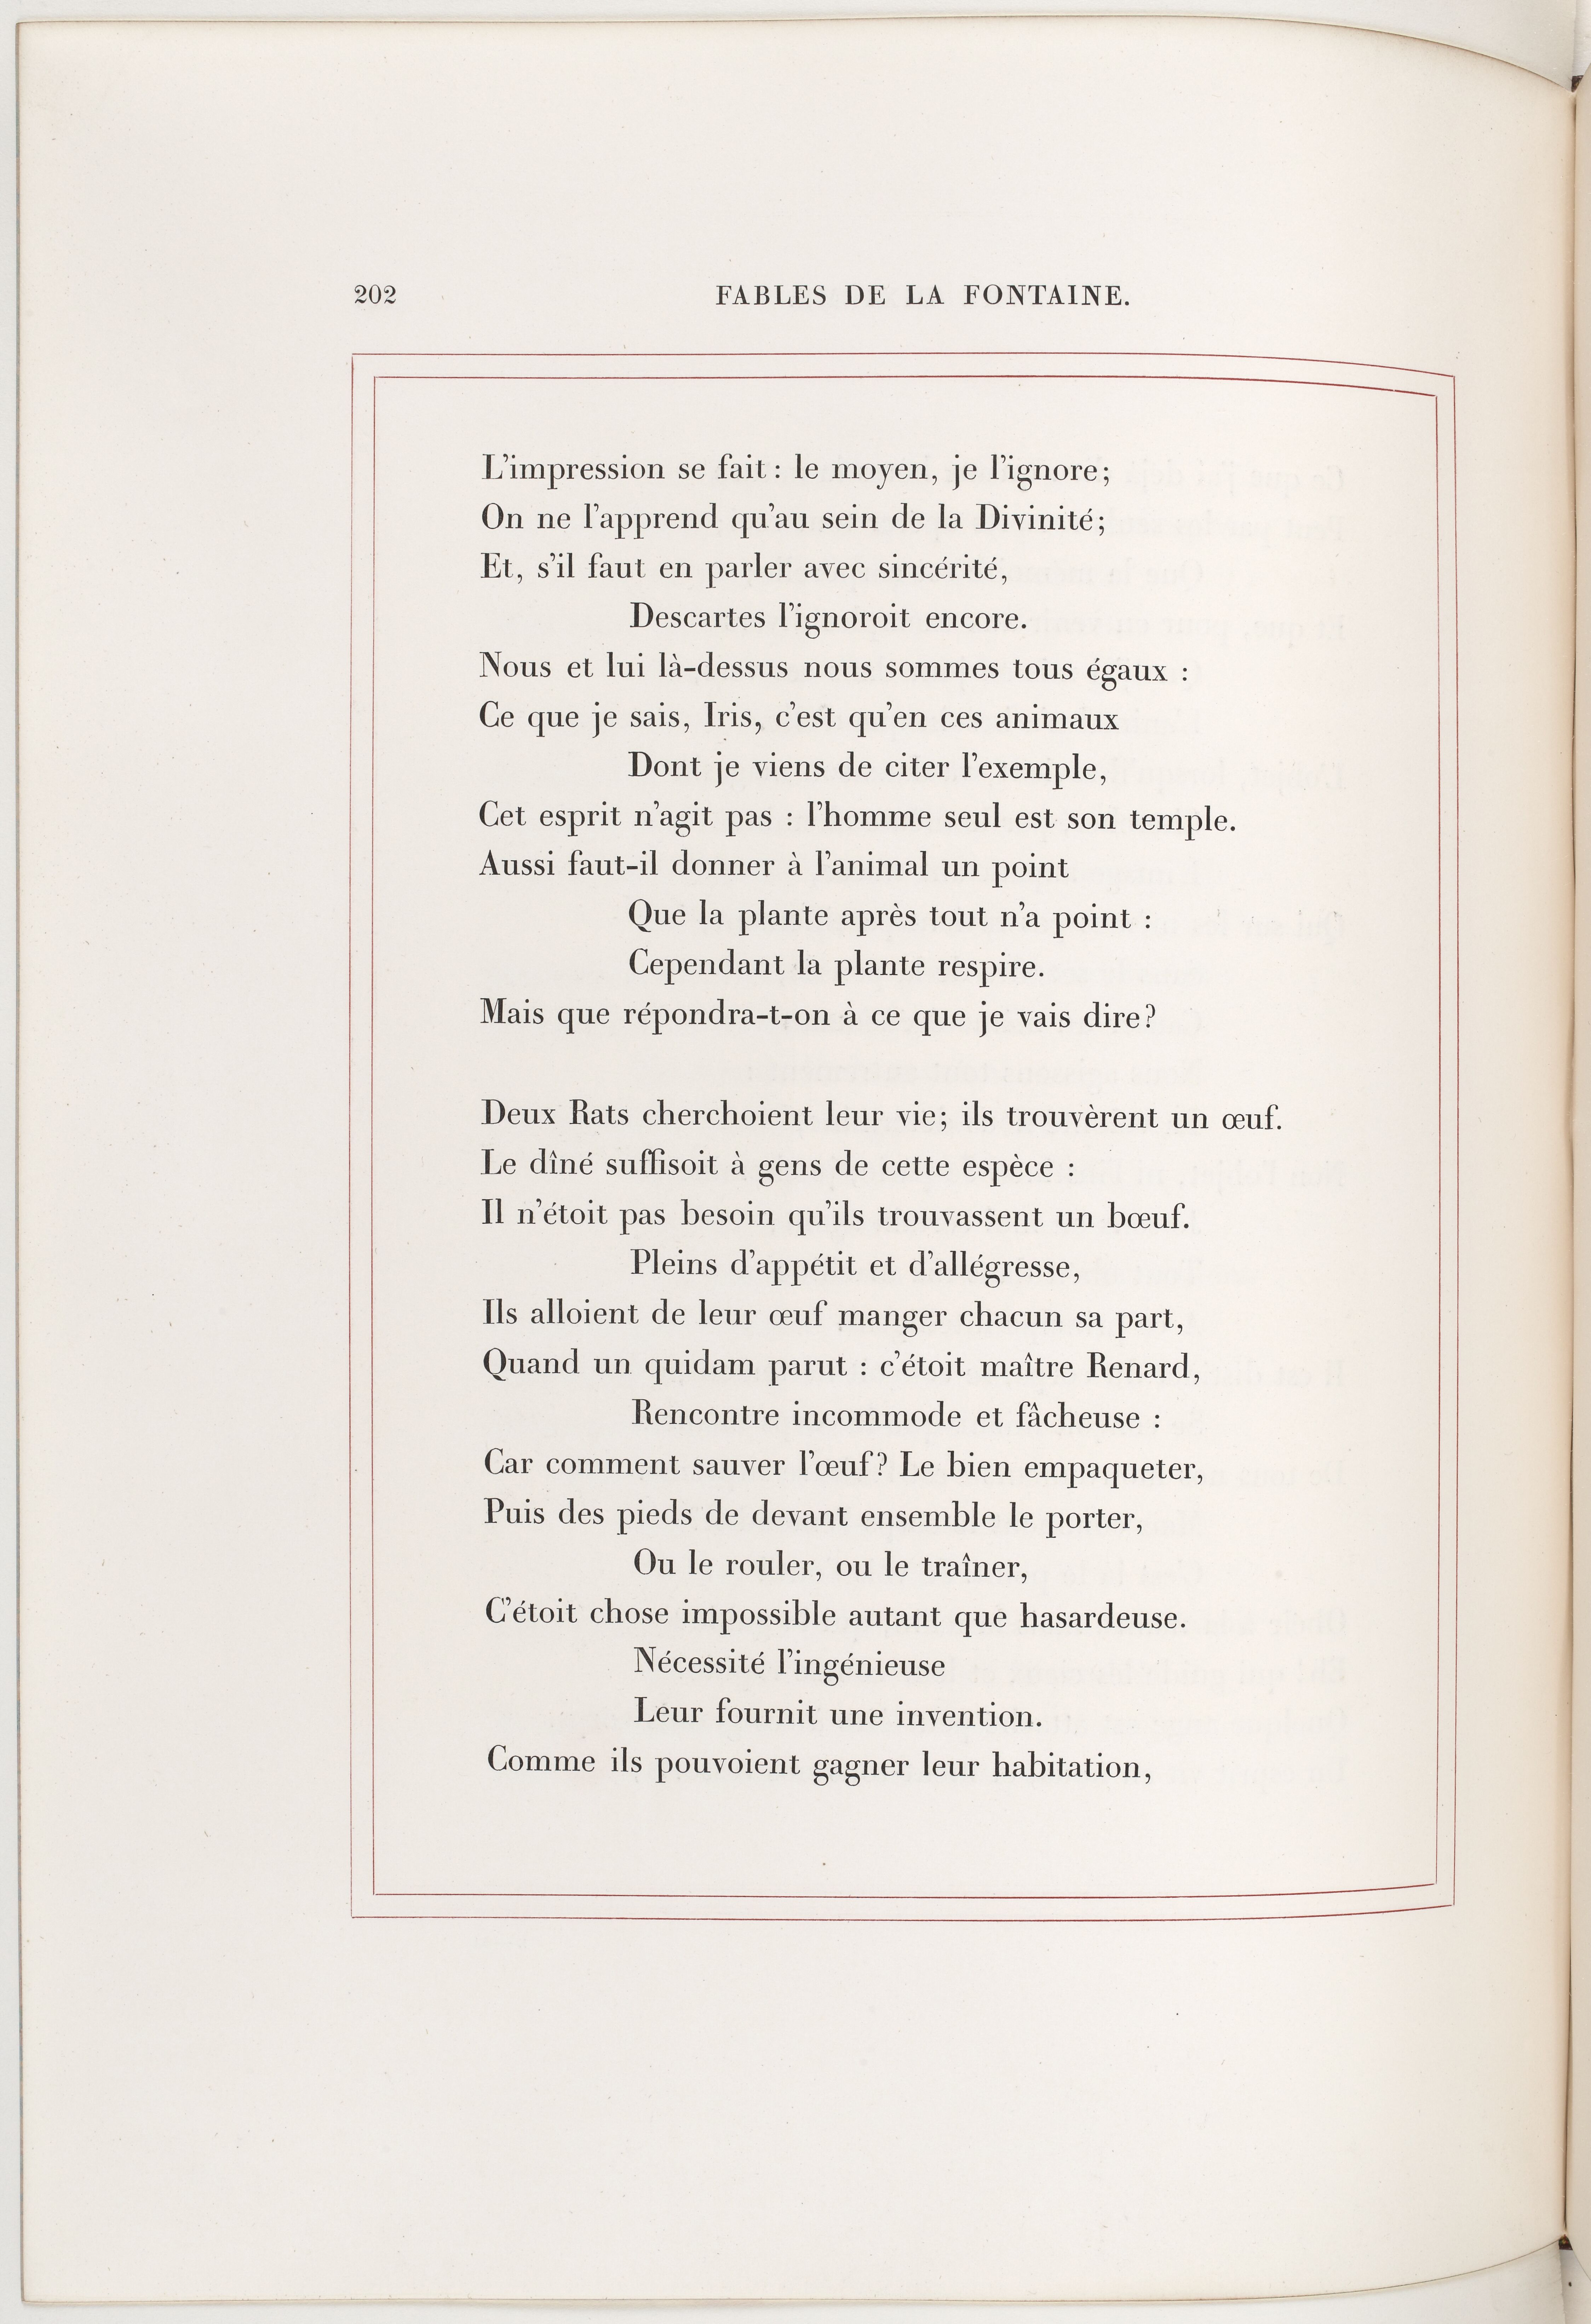 202 FABLES DE LA FONTAINE.
L'impression se fait : le moyen, je l'ignore;
On ne l'apprend qu'au sein de la Divinité;
Et, s'il faut en parler avec sincérité,
Descartes l'ignoroit encore.
Nous et lui là-dessus nous sommes tous égaux :
Ce que je sais, Iris, c'est qu'en ces animaux
Dont je viens de citer l'exemple,
Cet esprit n'agit pas : l'homme seul est son temple.
Aussi faut-il donner à l'animal un point
Que la plante après tout n'a point :
Cependant la plante respire.
Mais que répondra-t-on à ce que je vais dire?
Deux Rats cherchoient leur vie; ils trouvèrent un œuf.
Le dîné suffisoit à gens de cette espèce :
Il n'étoit pas besoin qu'ils trouvassent un bœuf.
Pleins d'appétit et d'allégresse,
Ils alloient de leur œuf manger chacun sa part,
Quand un quidam parut : c'étoit maître Renard,
Rencontre incommode et fâcheuse :
Car comment sauver l'œuf? Le bien empaqueter,
Puis des pieds de devant ensemble le porter,
Ou le rouler, ou le traîner,
C'étoit chose impossible autant que hasardeuse.
Nécessité l'ingénieuse
Leur fournit une invention.
Comme ils pouvoient gagner leur habitation,